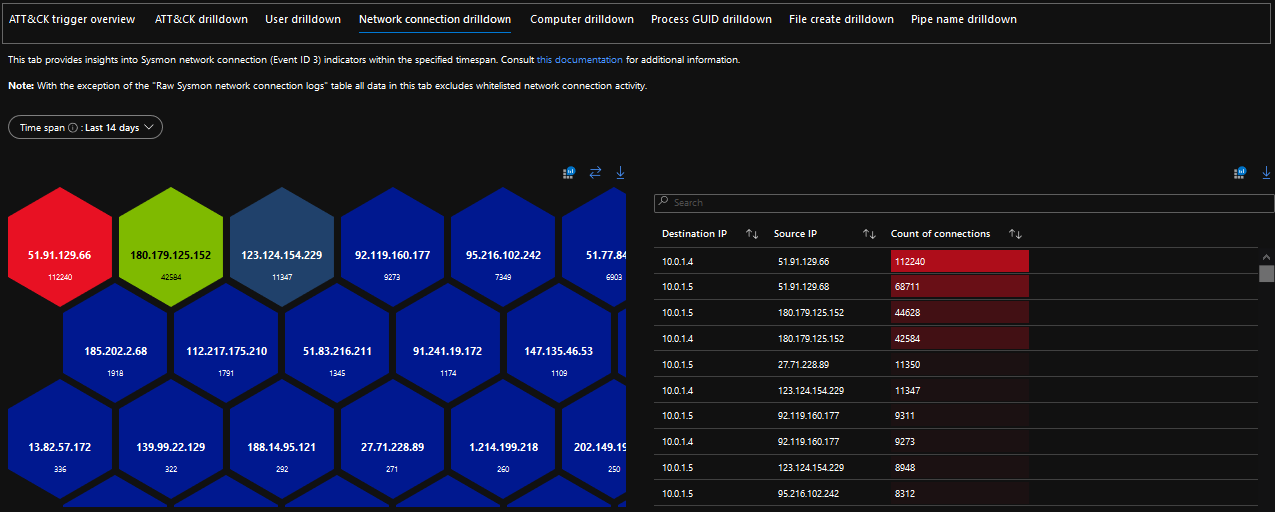 ATT&CK trigger overview ATT&CK drilldown User drilldown Network connection drilldown Computer drilldown Process GUID drilldown File create drilldown Pipe name drilldown
This tab provides insights into Sysmon network connection (Event ID 3) indicators within the specified timespan. Consult this documentation for additional information.
Note: With the exception of the "Raw Sysmon network connection logs" table all data in this tab excludes whitelisted network connection activity.
Time span : Last 14 days
51.91.129.66 180.179.125.152 123.124.154.229 92.119.160.177 95.216.102.242 51.77.84
112240 42584 11347 9273 7349 6903
185.202.2.68 112.217.175.210 51.83.216.211 91.241.19.172 147.135.46.53
1918 1791 1345 1174 1109
13.82.57.172 139.99.22.129 188.14.95.121 27.71.228.89 1.214.199.218 202.149.19
336 322 292 271 260 250
Search
Destination IP Source IP Count of connections
10.0.1.4 51.91.129.66 112240
10.0.1.5 51.91.129.68 68711
10.0.1.5 180.179.125.152 44628
10.0.1.4 180.179.125.152 42584
10.0.1.5 27.71.228.89 11350
10.0.1.4 123.124.154.229 11347
10.0.1.5 92.119.160.177 9311
10.0.1.4 92.119.160.177 9273
10.0.1.5 123.124.154.229 8948
10.0.1.5 95.216.102.242 8312